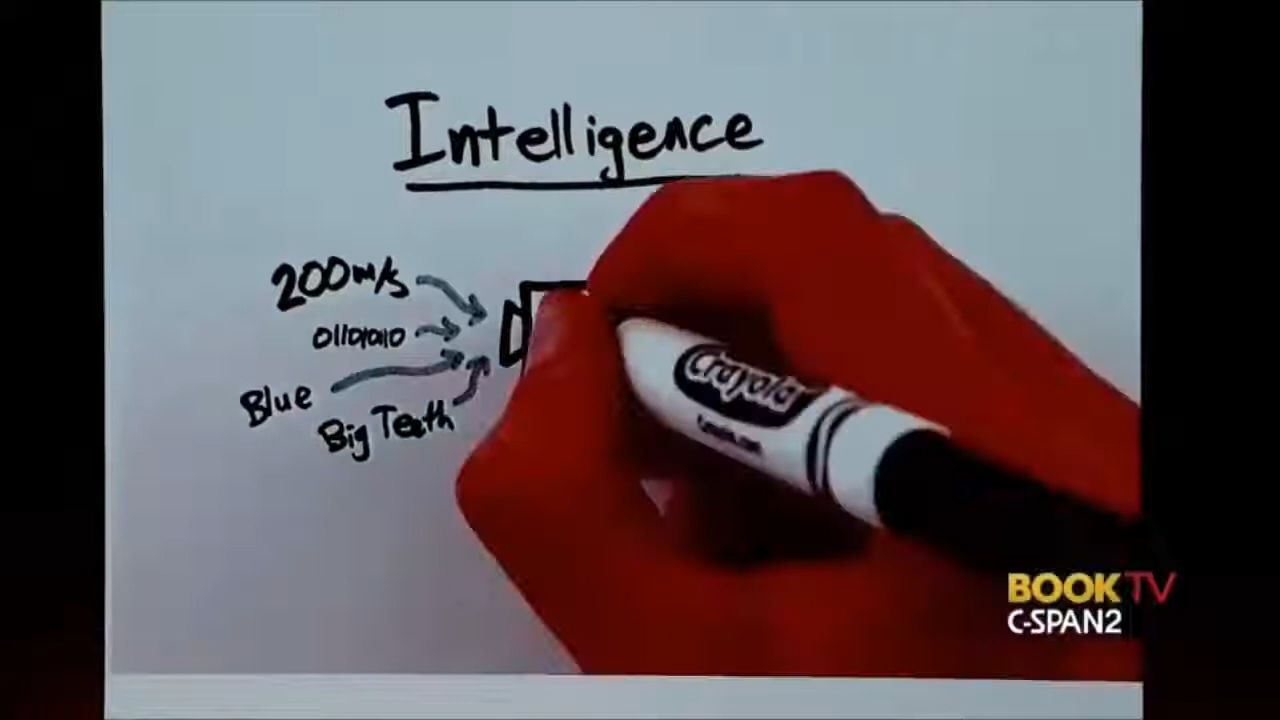 Intelligence
200m/s
01101010
Blue
Big Teeth
Crayola
BOOK TV
C-SPAN2